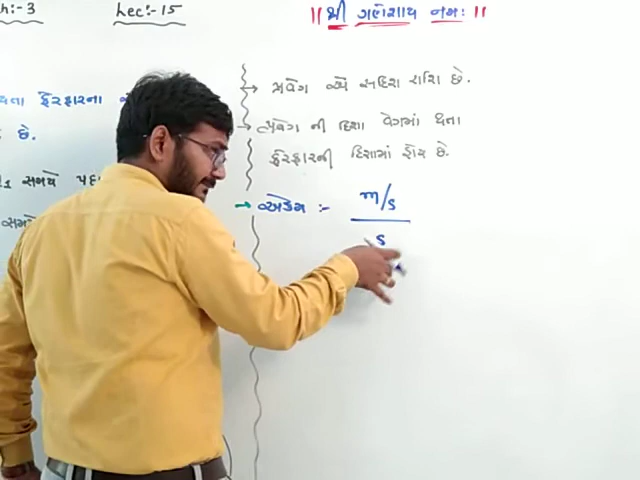 h:- 3 Lec:- 15 || શ્રી ગણેશાય નમઃ ||
ફેરફારના
છે.
સમયે
→ પ્રવેગ એ સદિશ રાશિ છે.
→ પ્રવેગ ની દિશા વેગમાં થતા
ફેરફારની દિશામાં હોય છે.
→ એકમ :- m/s
s